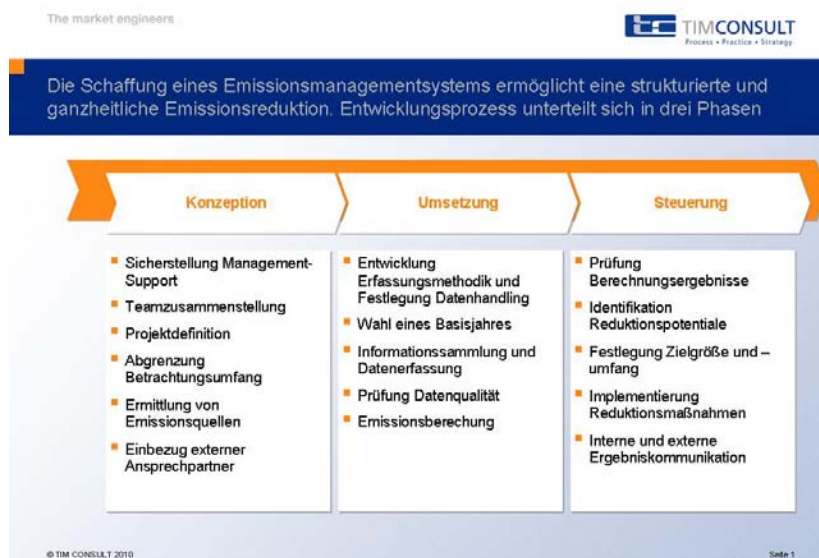 The market engineers
tc TIMCONSULT
Process • Practice • Strategy
Die Schaffung eines Emissionsmanagementsystems ermöglicht eine strukturierte und
ganzheitliche Emissionsreduktion. Entwicklungsprozess unterteilt sich in drei Phasen
Konzeption
Umsetzung
Steuerung
Sicherstellung Management-
Support
Teamzusammenstellung
Projektdefinition
Abgrenzung
Betrachtungsumfang
Ermittlung von
Emissionsquellen
Einbezug externer
Ansprechpartner
Entwicklung
Erfassungsmethodik und
Festlegung Datenhandling
Wahl eines Basisjahres
Informationssammlung und
Datenerfassung
Prüfung Datenqualität
Emissionsberechung
Prüfung
Berechnungsergebnisse
Identifikation
Reduktionspotentiale
Festlegung Zielgröße und –
umfang
Implementierung
Reduktionsmaßnahmen
Interne und externe
Ergebniskommunikation
© TIM CONSULT 2010
Seite 1